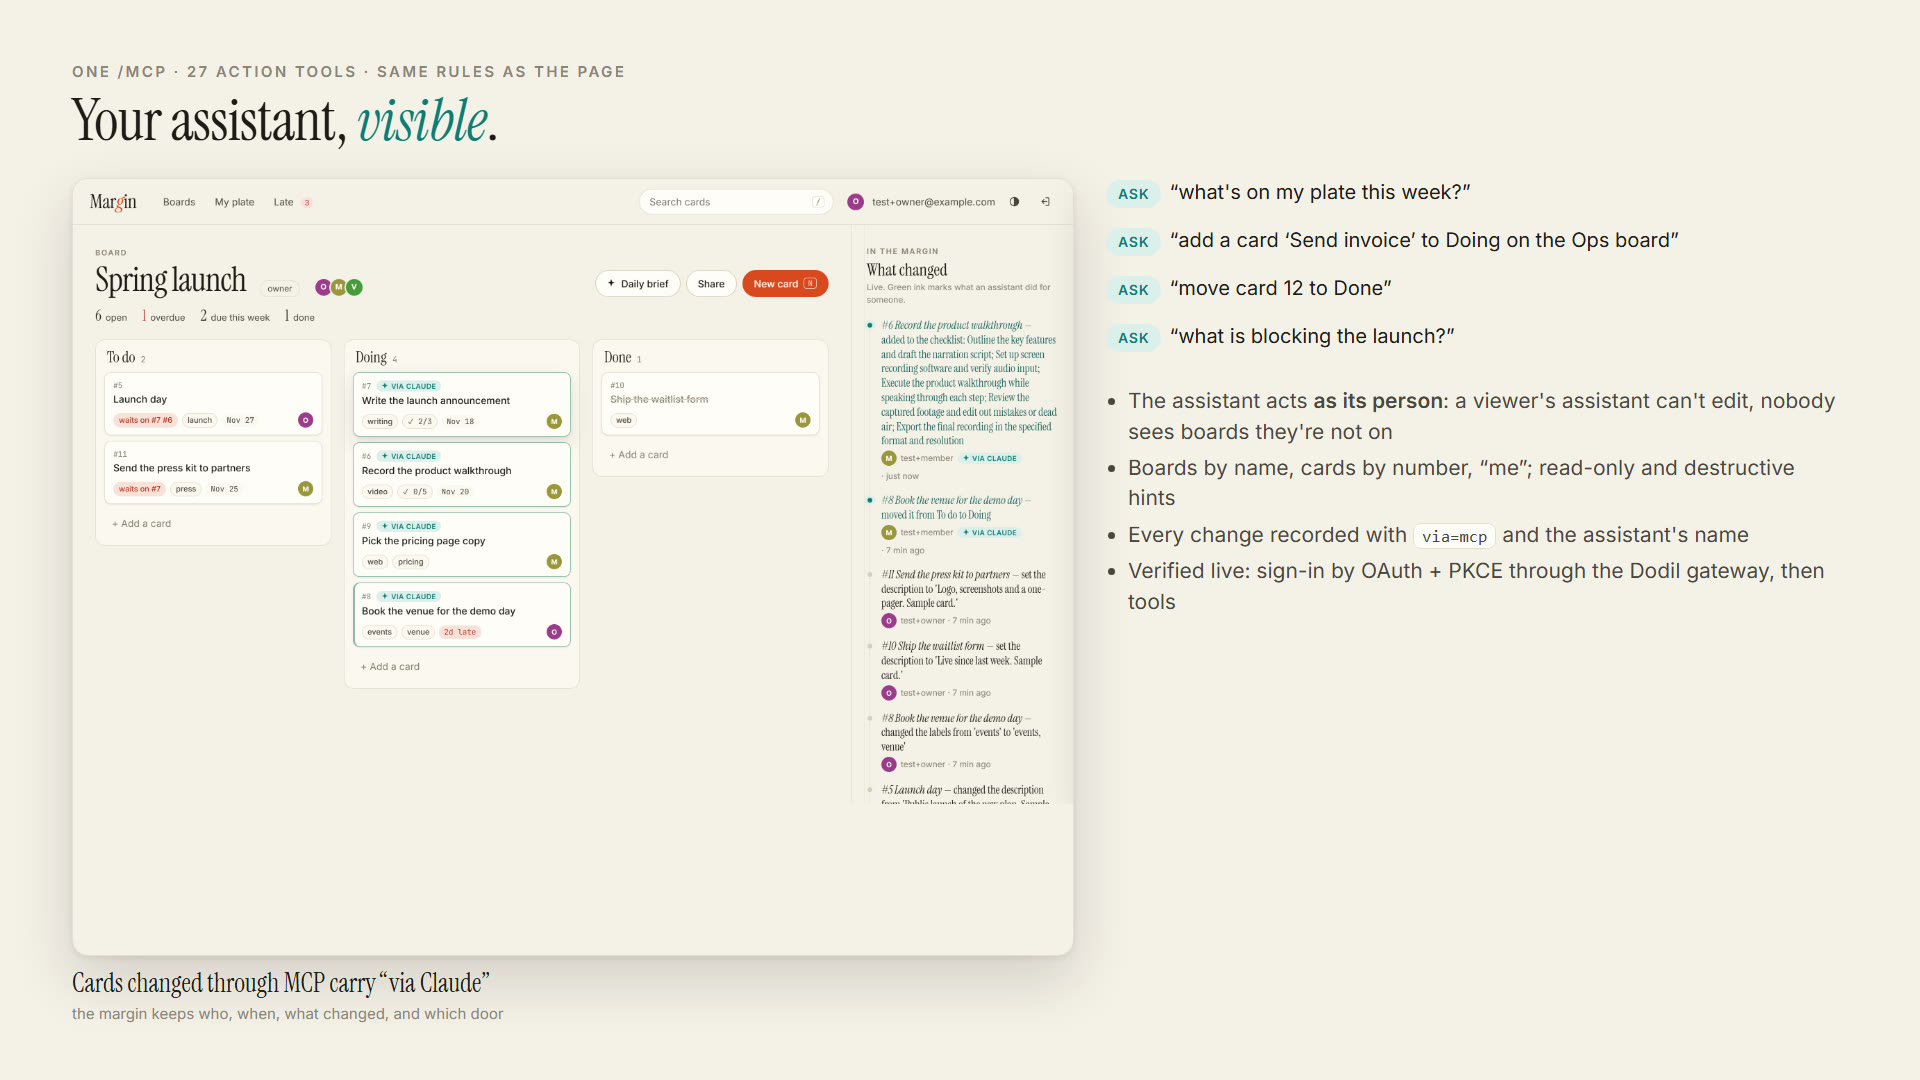 ONE /MCP · 27 ACTION TOOLS · SAME RULES AS THE PAGE
Your assistant, visible.
Margin
Boards
My plate
Late 3
Search cards /
O test+owner@example.com
BOARD
Spring launch owner O M V
6 open 1 overdue 2 due this week 1 done
✦ Daily brief
Share
New card N
To do 2
#5
Launch day
waits on #7 #6 launch Nov 27 O
#11
Send the press kit to partners
waits on #7 press Nov 25 M
+ Add a card
Doing 4
#7 ✦ VIA CLAUDE
Write the launch announcement
writing ✓ 2/3 Nov 18 M
#6 ✦ VIA CLAUDE
Record the product walkthrough
video ✓ 0/5 Nov 20 M
#9 ✦ VIA CLAUDE
Pick the pricing page copy
web pricing M
#8 ✦ VIA CLAUDE
Book the venue for the demo day
events venue 2d late O
+ Add a card
Done 1
#10
Ship the waitlist form
web M
+ Add a card
IN THE MARGIN
What changed
Live. Green ink marks what an assistant did for
someone.
#6 Record the product walkthrough —
added to the checklist: Outline the key features
and draft the narration script; Set up screen
recording software and verify audio input;
Execute the product walkthrough while
speaking through each step; Review the
captured footage and edit out mistakes or dead
air; Export the final recording in the specified
format and resolution
M test+member ✦ VIA CLAUDE
· just now
#8 Book the venue for the demo day —
moved it from To do to Doing
M test+member ✦ VIA CLAUDE
· 7 min ago
#11 Send the press kit to partners — set the
description to 'Logo, screenshots and a one-
pager. Sample card.'
O test+owner · 7 min ago
#10 Ship the waitlist form — set the
description to 'Live since last week. Sample
card.'
O test+owner · 7 min ago
#8 Book the venue for the demo day —
changed the labels from 'events' to 'events,
venue'
O test+owner · 7 min ago
#5 Launch day — changed the description
Cards changed through MCP carry “via Claude”
the margin keeps who, when, what changed, and which door
ASK “what's on my plate this week?”
ASK “add a card ‘Send invoice’ to Doing on the Ops board”
ASK “move card 12 to Done”
ASK “what is blocking the launch?”
• The assistant acts as its person: a viewer's assistant can't edit, nobody
sees boards they're not on
• Boards by name, cards by number, “me”; read-only and destructive
hints
• Every change recorded with via=mcp and the assistant's name
• Verified live: sign-in by OAuth + PKCE through the Dodil gateway, then
tools